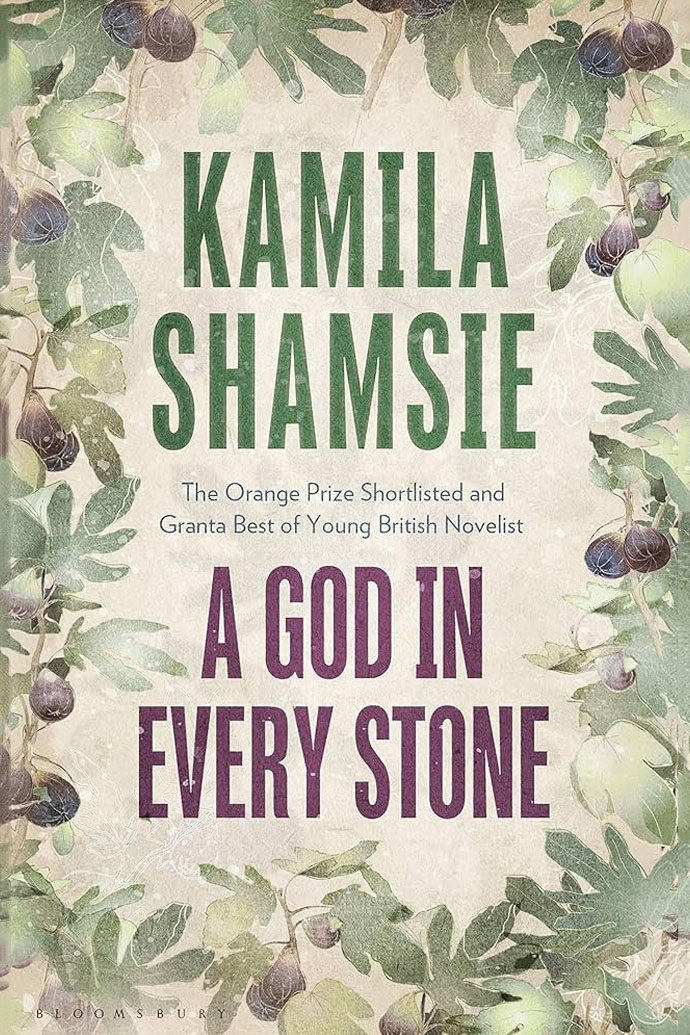 KAMILA
SHAMSIE
The Orange Prize Shortlisted and
Granta Best of Young British Novelist
A GOD IN
EVERY STONE
BLOOMSBURY